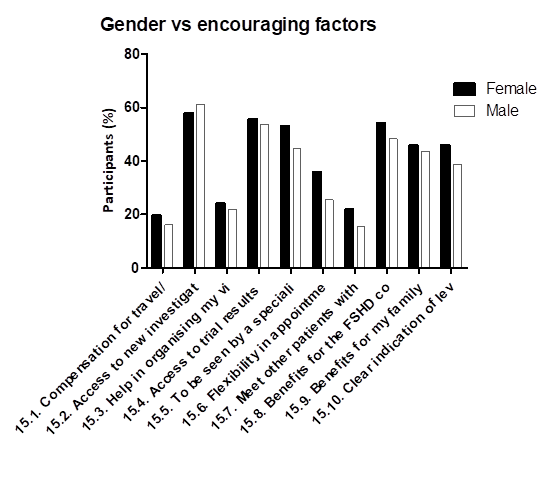 Gender vs encouraging factors
Participants (%)
80
60
40
20
0
Female
Male
15.1. Compensation for travel/
15.2. Access to new investigat
15.3. Help in organising my vi
15.4. Access to trial results
15.5. To be seen by a speciali
15.6. Flexibility in appointme
15.7. Meet other patients with
15.8. Benefits for the FSHD co
15.9. Benefits for my family
15.10. Clear indication of lev